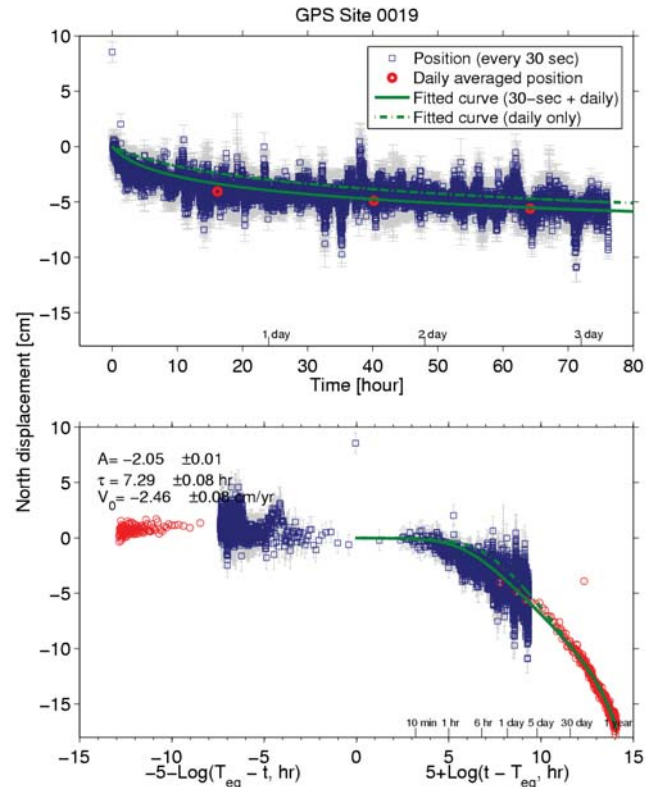 GPS Site 0019
10
5
0
−5
−10
−15
Position (every 30 sec)
Daily averaged position
Fitted curve (30−sec + daily)
Fitted curve (daily only)
1 day
2 day
3 day
−10 0 10 20 30 40 50 60 70 80
Time [hour]
North displacement [cm]
10
5
0
−5
−10
−15
A= −2.05 ±0.01
τ = 7.29 ±0.08 hr
V0= −2.46 ±0.08 cm/yr
10 min 1 hr 6 hr 1 day 5 day 30 day 1 year
−15 −10 −5 0 5 10 15
−5−Log(Teq − t, hr) 5+Log(t − Teq, hr)